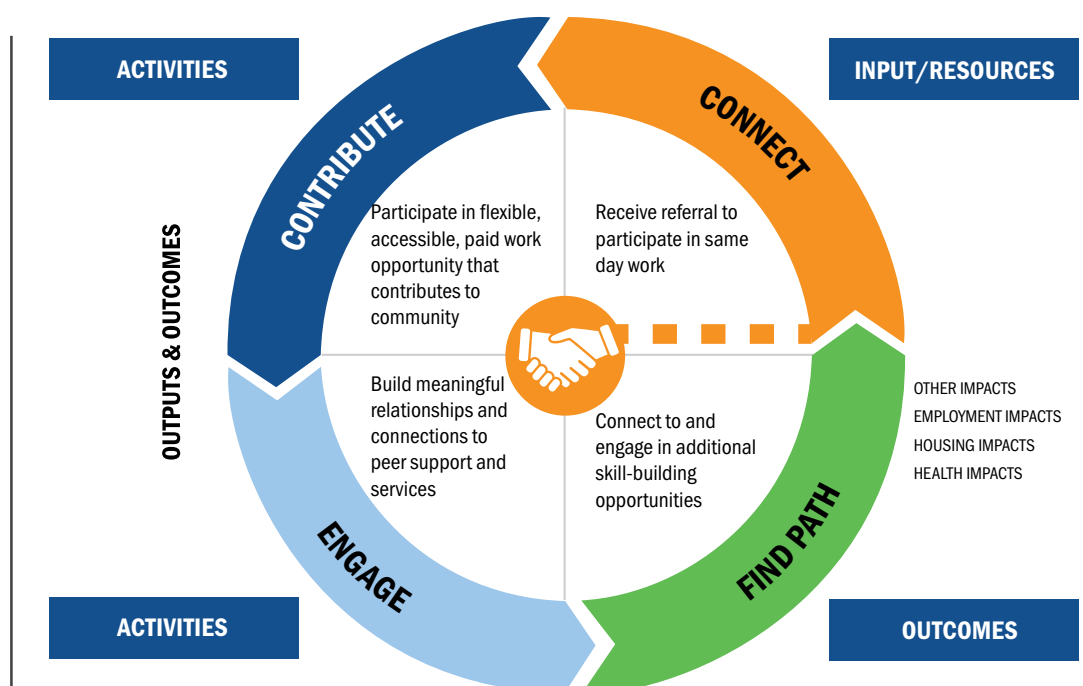 ACTIVITIES
INPUT/RESOURCES
CONTRIBUTE
CONNECT
Participate in flexible,
accessible, paid work
opportunity that
contributes to
community
Receive referral to
participate in same
day work
OUTPUTS & OUTCOMES
Build meaningful
relationships and
connections to
peer support and
services
Connect to and
engage in additional
skill-building
opportunities
OTHER IMPACTS
EMPLOYMENT IMPACTS
HOUSING IMPACTS
HEALTH IMPACTS
ENGAGE
FIND PATH
ACTIVITIES
OUTCOMES